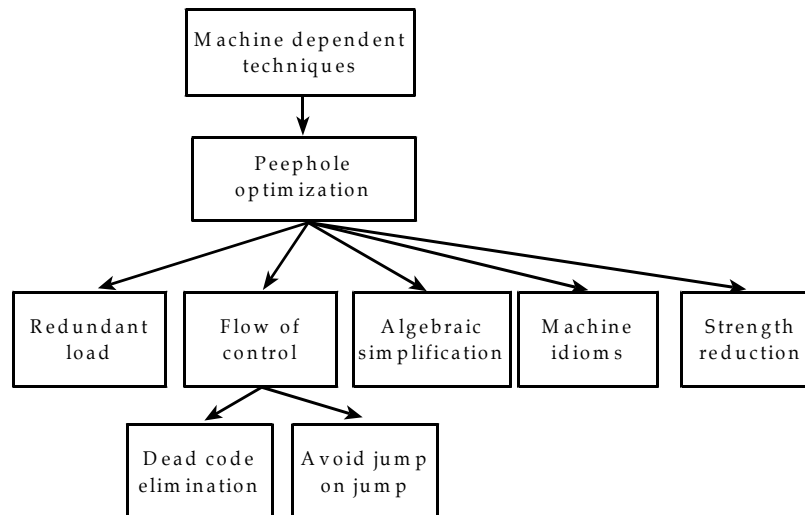 Machine dependent
techniques
Peephole
optimization
Redundant
load
Flow of
control
Algebraic
simplification
Machine
idioms
Strength
reduction
Dead code
elimination
Avoid jump
on jump